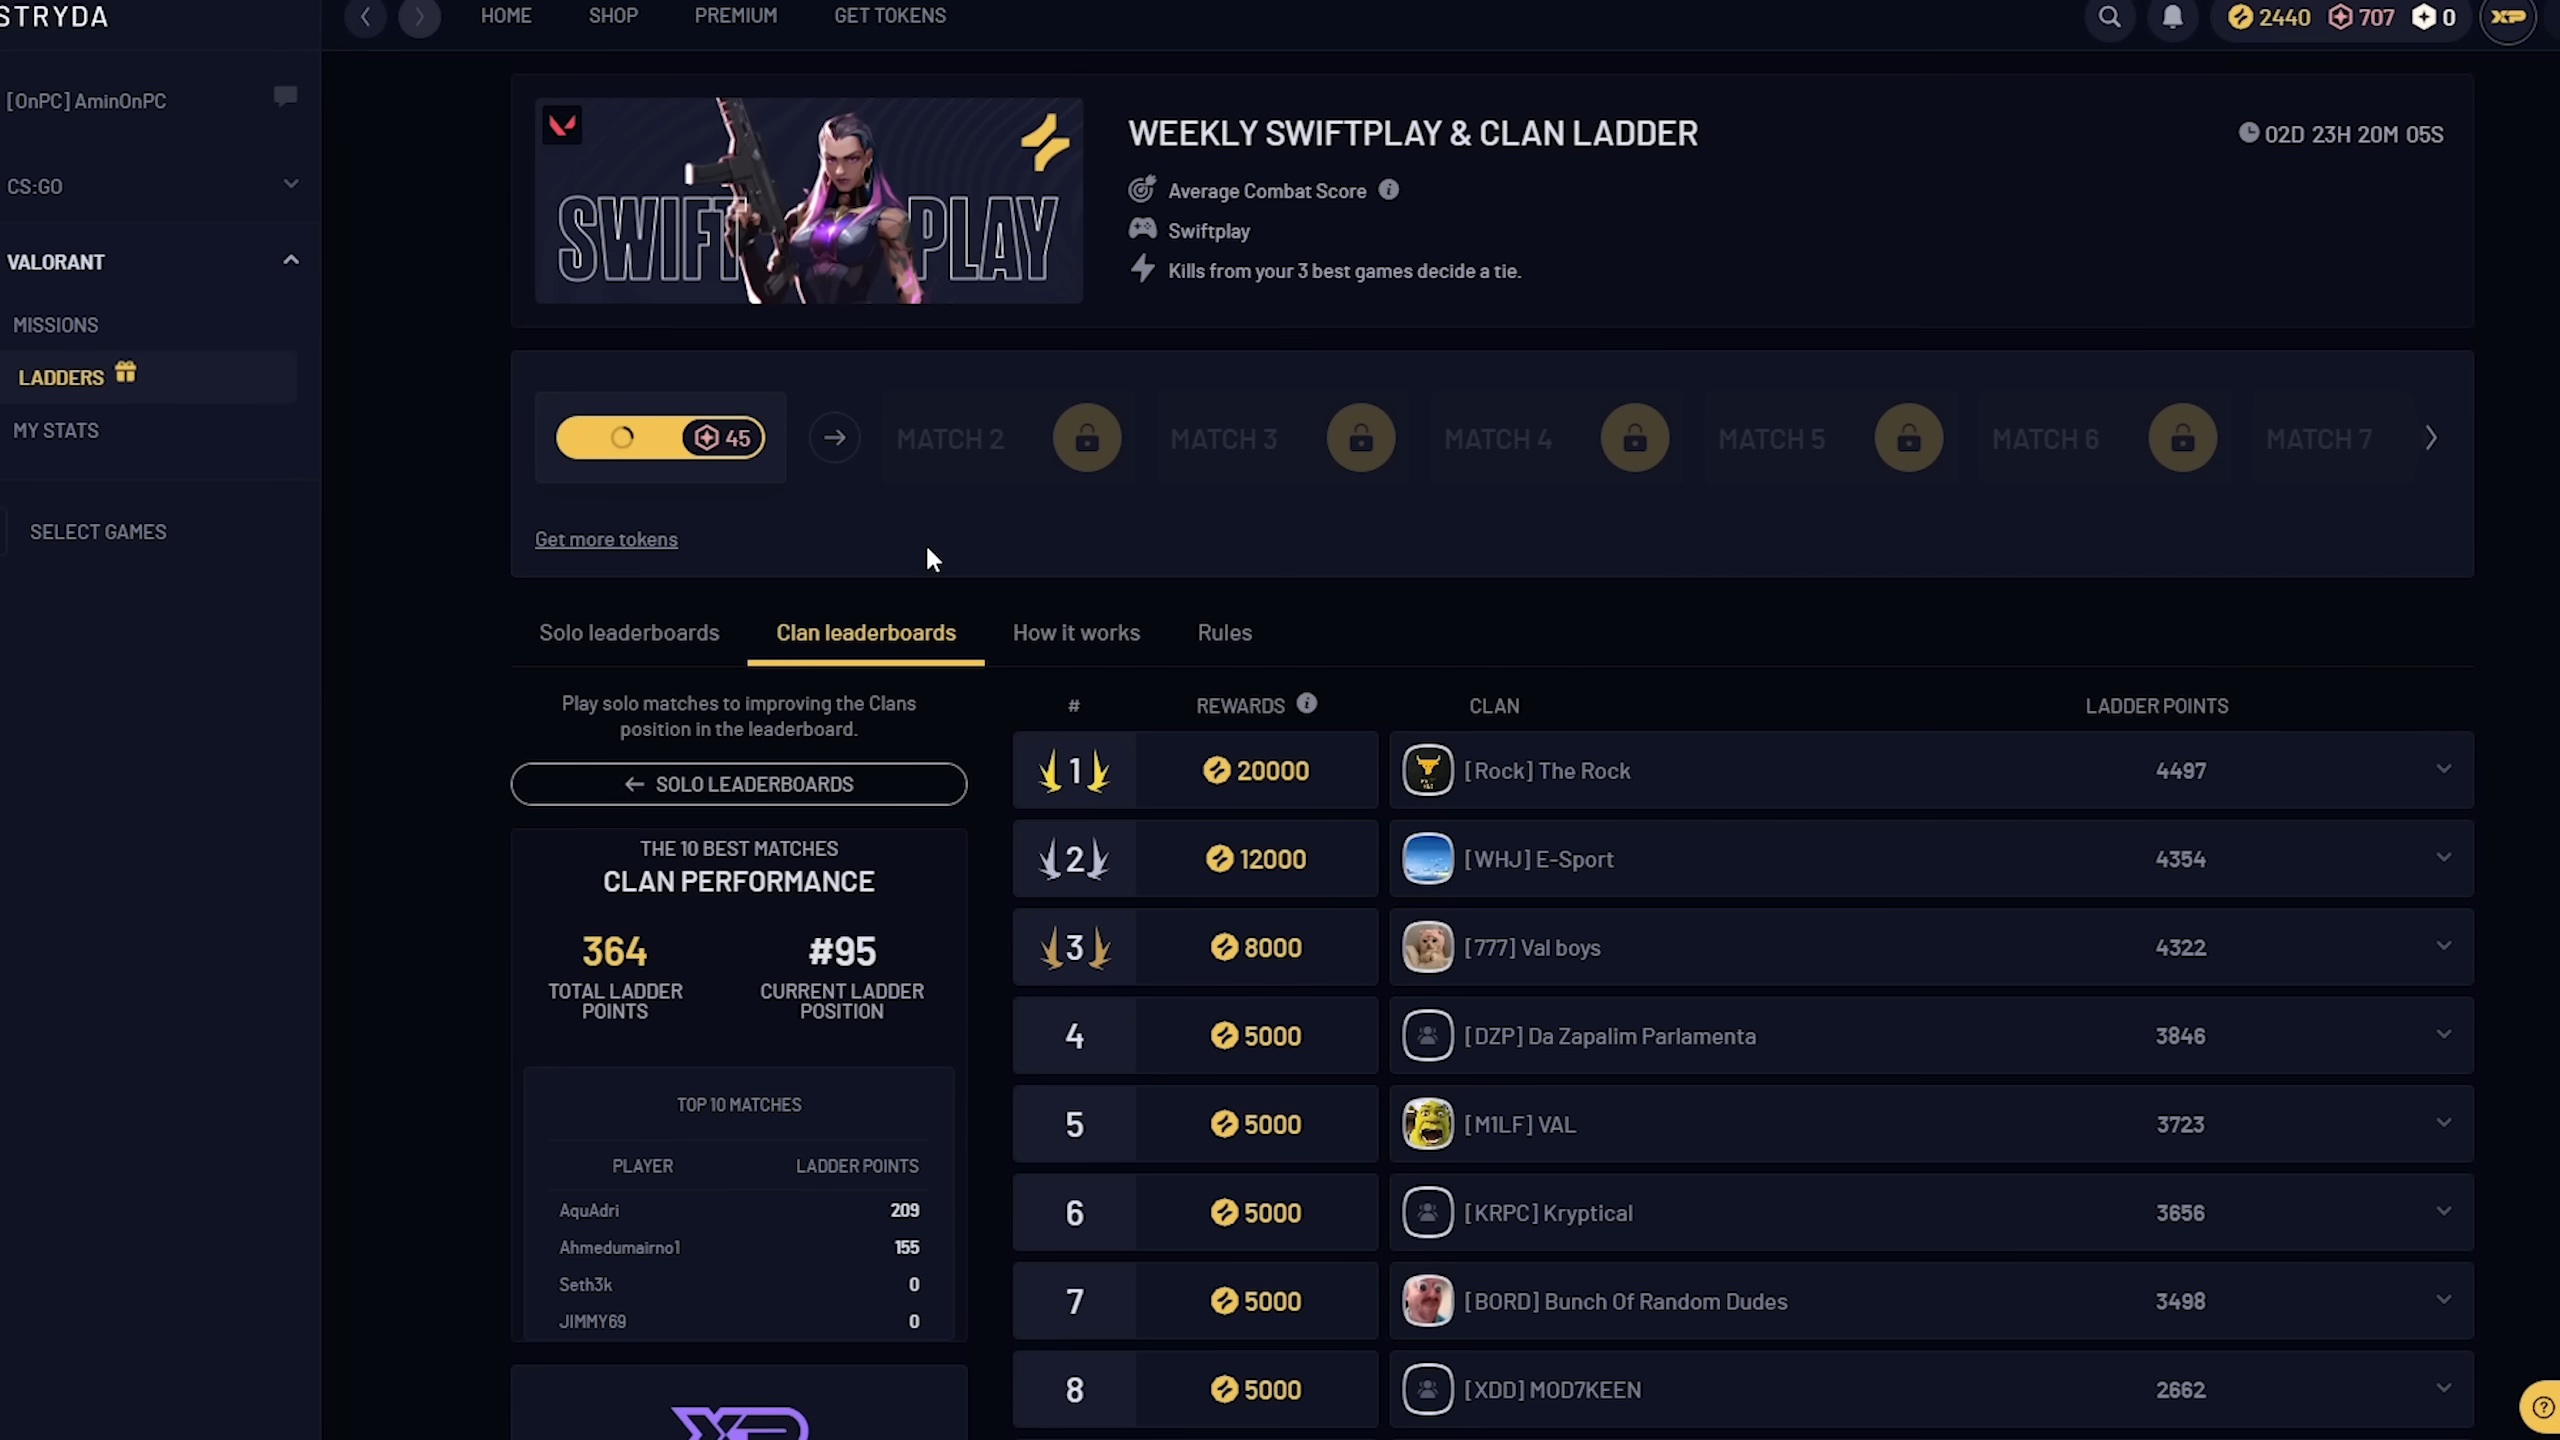 STRYDA
HOME
SHOP
PREMIUM
GET TOKENS
2440
707
0
XP
[OnPC] AminOnPC
CS:GO
VALORANT
MISSIONS
LADDERS
MY STATS
SELECT GAMES
SWIFTPLAY
WEEKLY SWIFTPLAY & CLAN LADDER
02D 23H 20M 05S
Average Combat Score
Swiftplay
Kills from your 3 best games decide a tie.
45
MATCH 2
MATCH 3
MATCH 4
MATCH 5
MATCH 6
MATCH 7
Get more tokens
Solo leaderboards
Clan leaderboards
How it works
Rules
Play solo matches to improving the Clans
position in the leaderboard.
SOLO LEADERBOARDS
THE 10 BEST MATCHES
CLAN PERFORMANCE
364
#95
TOTAL LADDER
POINTS
CURRENT LADDER
POSITION
TOP 10 MATCHES
PLAYER LADDER POINTS
AquAdri 209
Ahmedumairno1 155
Seth3k 0
JIMMY69 0
XP
# REWARDS CLAN LADDER POINTS
1 20000 [Rock] The Rock 4497
2 12000 [WHJ] E-Sport 4354
3 8000 [777] Val boys 4322
4 5000 [DZP] Da Zapalim Parlamenta 3846
5 5000 [M1LF] VAL 3723
6 5000 [KRPC] Kryptical 3656
7 5000 [BORD] Bunch Of Random Dudes 3498
8 5000 [XDD] MOD7KEEN 2662